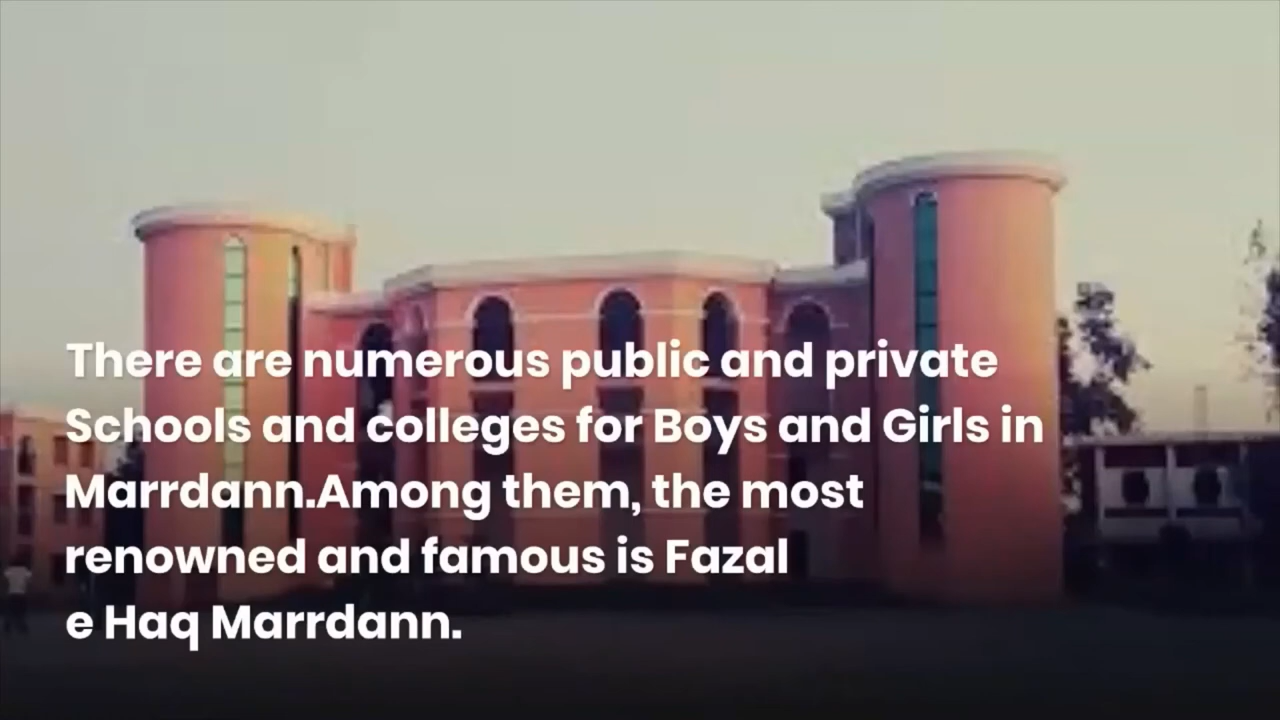 There are numerous public and private
Schools and colleges for Boys and Girls in
Marrdann.Among them, the most
renowned and famous is Fazal
e Haq Marrdann.